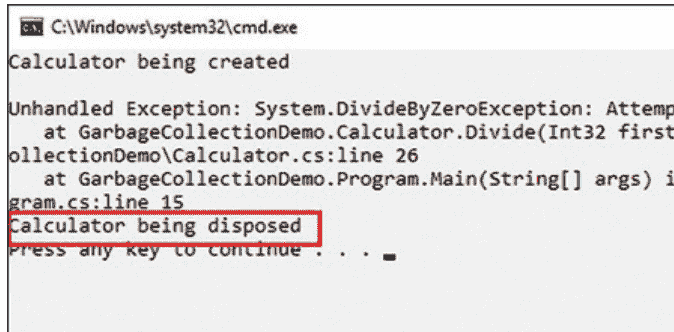 C:\Windows\system32\cmd.exe
Calculator being created
Unhandled Exception: System.DivideByZeroException: Attemp
at GarbageCollectionDemo.Calculator.Divide(Int32 first
ollectionDemo\Calculator.cs:line 26
at GarbageCollectionDemo.Program.Main(String[] args) i
gram.cs:line 15
Calculator being disposed
Press any key to continue . . .